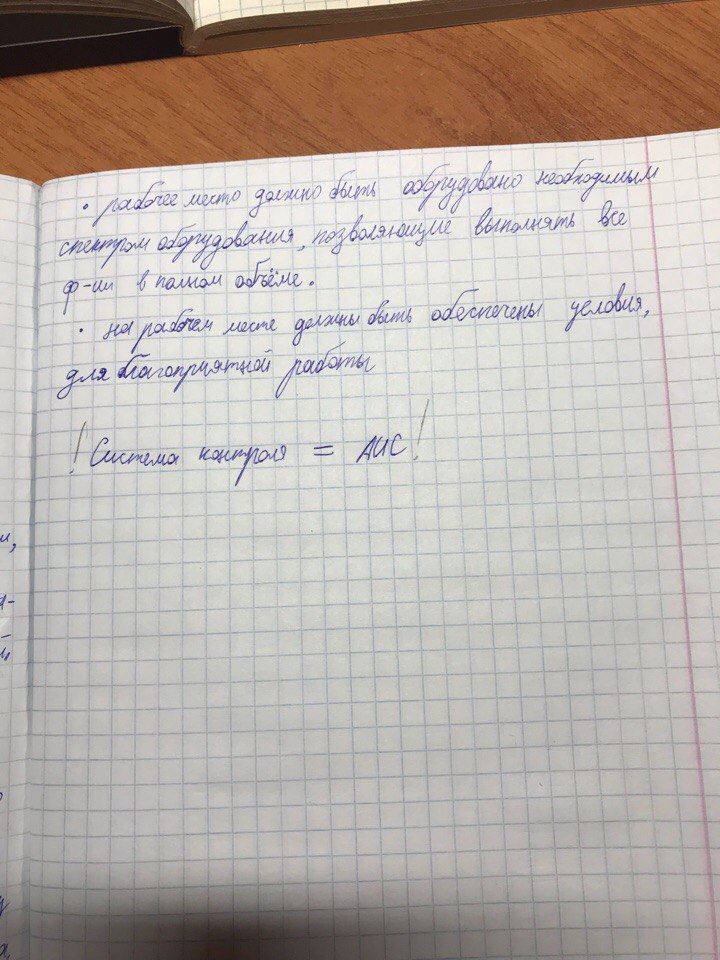 • рабочее место должно быть оборудовано необходимым
спектром оборудования, позволяющие выполнять все
ф-ии в полном объёме.
• на рабочем месте должны быть обеспечены условия,
для благоприятной работы
! Система контроля = АИС !